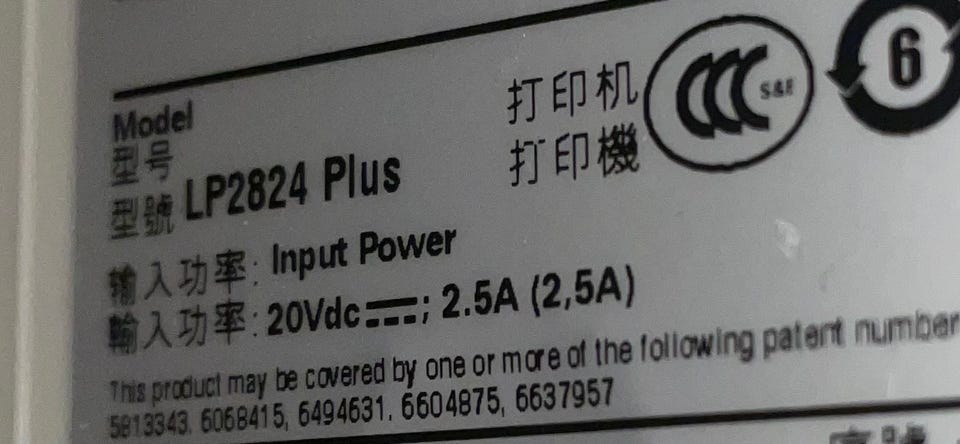 Model
型号
型號 LP2824 Plus
打印机
打印機
CCC S&E
6
输入功率: Input Power
輸入功率: 20Vdc ⎓; 2.5A (2,5A)
This product may be covered by one or more of the following patent number
5813343, 6068415, 6494631, 6604875, 6637957